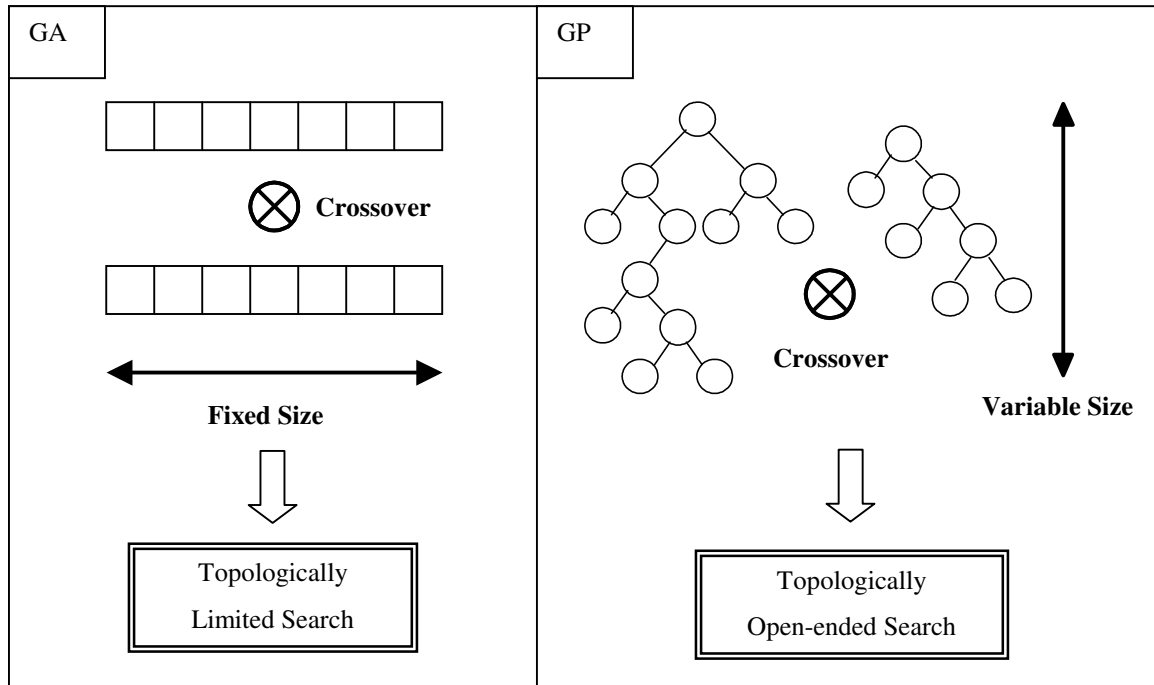 GA
Crossover
Fixed Size
Topologically
Limited Search
GP
Crossover
Variable Size
Topologically
Open-ended Search